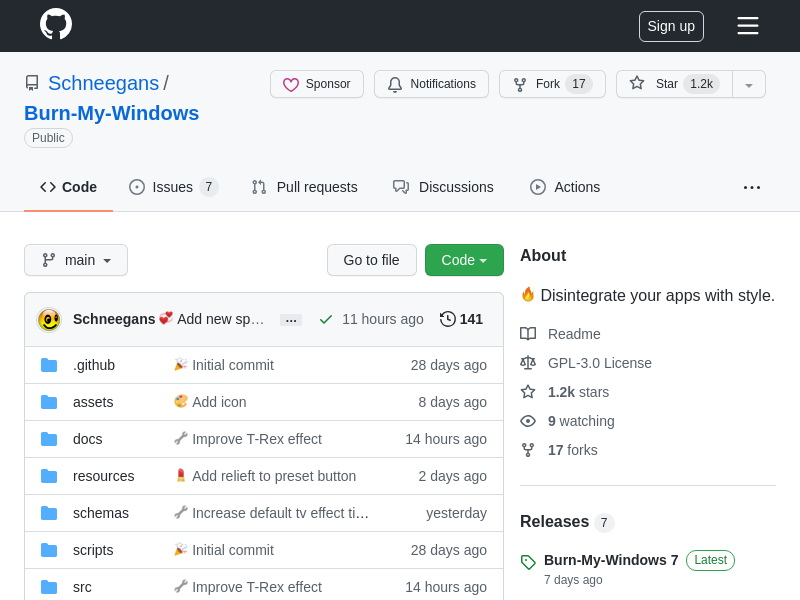 Sign up
Schneegans /
Burn-My-Windows
Public
Sponsor
Notifications
Fork 17
Star 1.2k
Code
Issues 7
Pull requests
Discussions
Actions
main
Go to file
Code
Schneegans Add new sp… … 11 hours ago 141
.github Initial commit 28 days ago
assets Add icon 8 days ago
docs Improve T-Rex effect 14 hours ago
resources Add relieft to preset button 2 days ago
schemas Increase default tv effect ti… yesterday
scripts Initial commit 28 days ago
src Improve T-Rex effect 14 hours ago
About
Disintegrate your apps with style.
Readme
GPL-3.0 License
1.2k stars
9 watching
17 forks
Releases 7
Burn-My-Windows 7 Latest
7 days ago